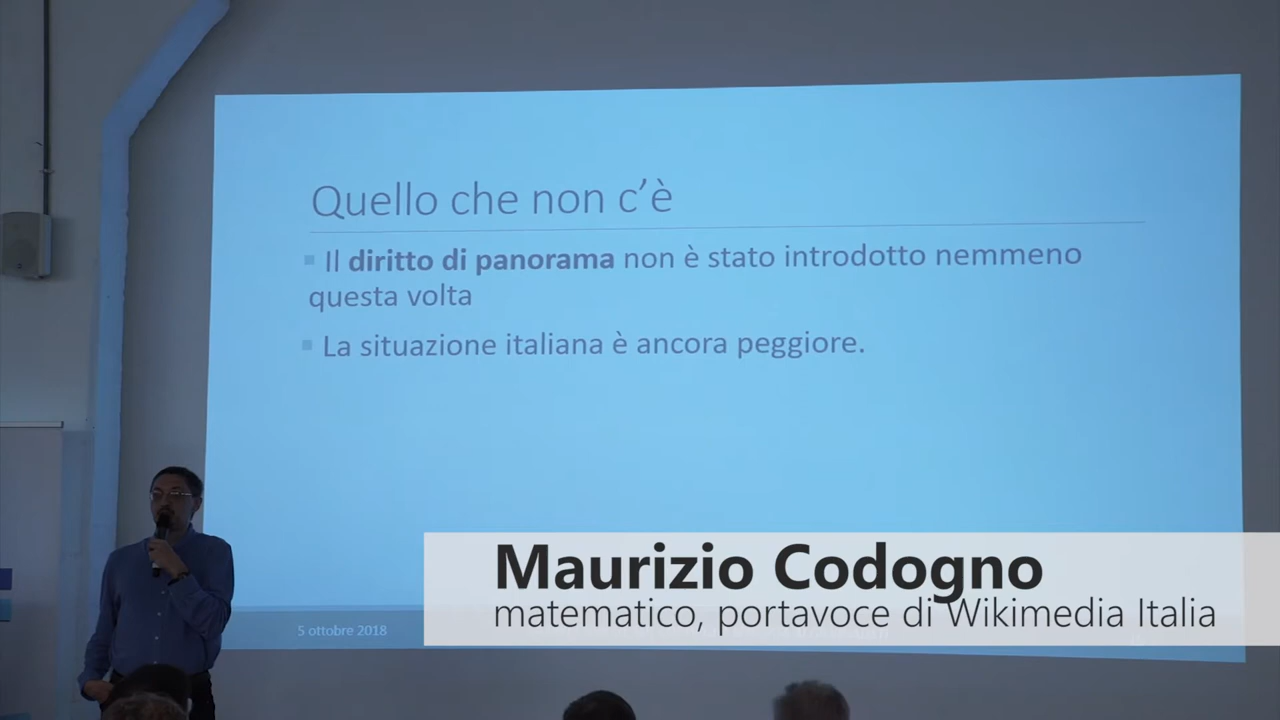 Quello che non c'è
Il diritto di panorama non è stato introdotto nemmeno
questa volta
La situazione italiana è ancora peggiore.
Maurizio Codogno
matematico, portavoce di Wikimedia Italia
5 ottobre 2018